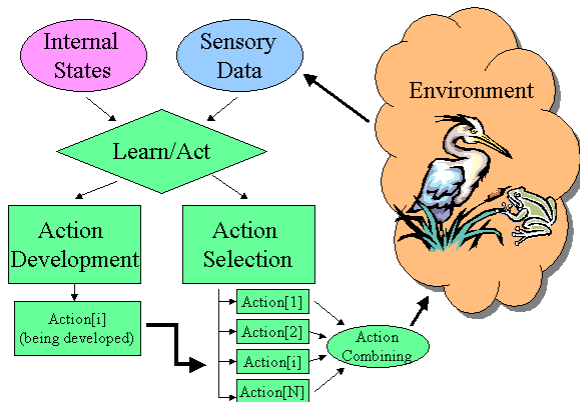 Internal
States
Sensory
Data
Environment
Learn/Act
Action
Development
Action
Selection
Action[i]
(being developed)
Action[1]
Action[2]
Action[i]
Action[N]
Action
Combining